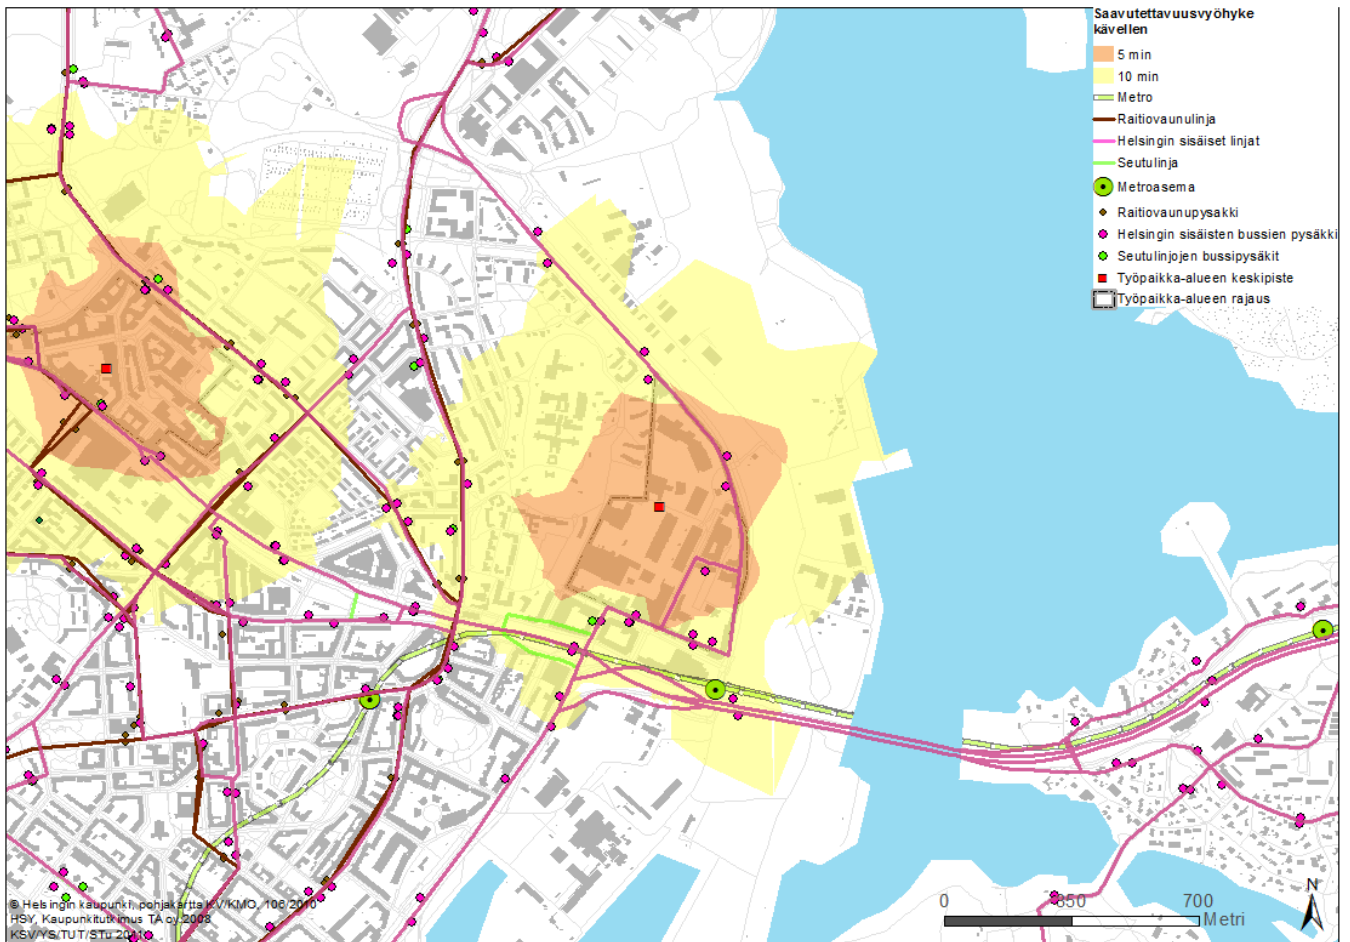 Saavutettavuusvyöhyke
kävellen
5 min
10 min
Metro
Raitiovaunulinja
Helsingin sisäiset linjat
Seutulinja
Metroasema
Raitiovaunupysakki
Helsingin sisäisten bussien pysäkki
Seutulinjojen bussipysäkit
Työpaikka-alueen keskipiste
Työpaikka-alueen rajaus
N
0 350 700
Metri
© Helsingin kaupunki, pohjakartta KV/KMO, 106/2010
HSY, Kaupunkitutkimus TA oy 2008
KSV/YS/TUT/STu 2011